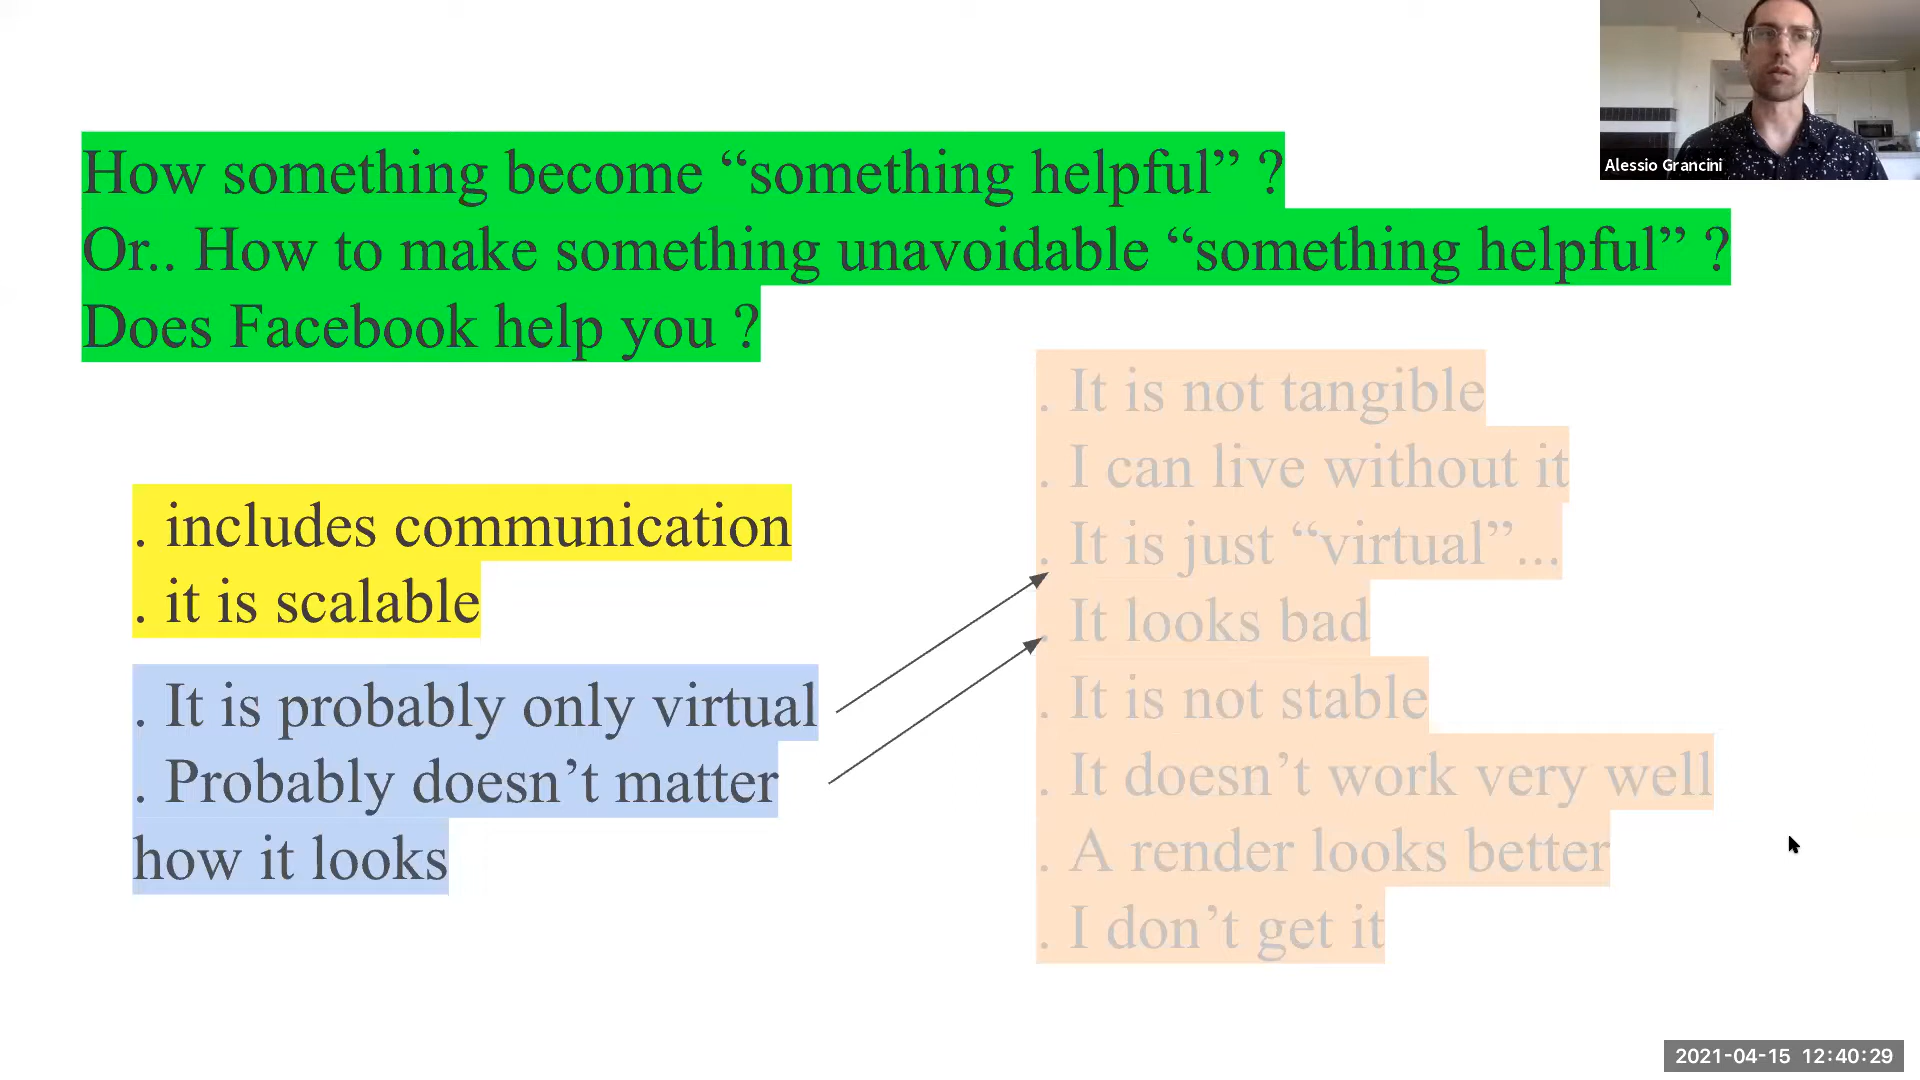 Alessio Grancini
How something become “something helpful” ?
Or.. How to make something unavoidable “something helpful” ?
Does Facebook help you ?
. includes communication
. it is scalable
. It is probably only virtual
. Probably doesn’t matter
how it looks
. It is not tangible
. I can live without it
. It is just “virtual”...
. It looks bad
. It is not stable
. It doesn’t work very well
. A render looks better
. I don’t get it
2021-04-15 12:40:29